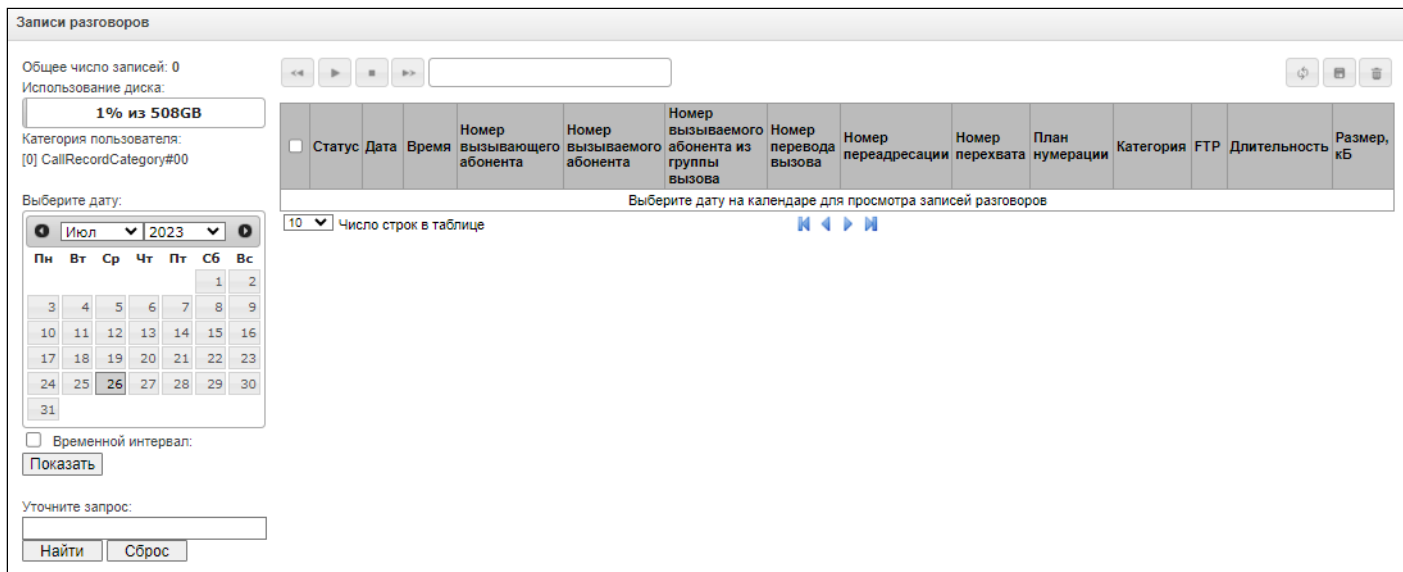 Записи разговоров
Общее число записей: 0
Использование диска:
1% из 508GB
Категория пользователя:
[0] CallRecordCategory#00
Выберите дату:
Июл 2023
Пн Вт Ср Чт Пт Сб Вс
1 2
3 4 5 6 7 8 9
10 11 12 13 14 15 16
17 18 19 20 21 22 23
24 25 26 27 28 29 30
31
Временной интервал:
Показать
Уточните запрос:
Найти Сброс
Статус Дата Время Номер вызывающего абонента Номер вызываемого абонента Номер вызываемого абонента из группы вызова Номер перевода вызова Номер переадресации Номер перехвата План нумерации Категория FTP Длительность Размер, кБ
Выберите дату на календаре для просмотра записей разговоров
10 Число строк в таблице